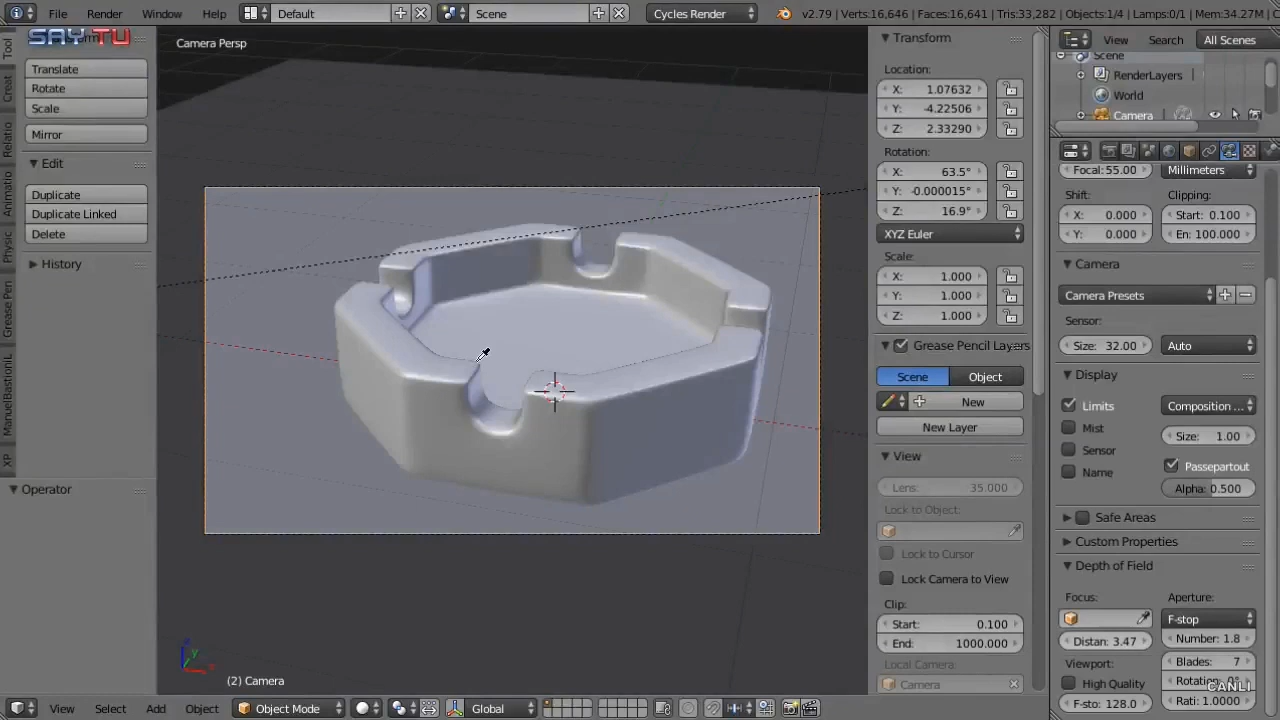 File Render Window Help Default Scene Cycles Render v2.79 | Verts:16,646 | Faces:16,641 | Tris:33,282 | Objects:1/4 | Lamps:0/1 | Mem:34.27M
SAY TU
Camera Persp
Translate
Rotate
Scale
Mirror
Edit
Duplicate
Duplicate Linked
Delete
History
Operator
Tool
Creat
Relatio
Animatio
Physic
Grease Pen
ManuelBastioniL
XP
(2) Camera
View Select Add Object Object Mode Global
Transform
Location:
X: 1.07632
Y: -4.22506
Z: 2.33290
Rotation:
X: 63.5°
Y: -0.000015°
Z: 16.9°
XYZ Euler
Scale:
X: 1.000
Y: 1.000
Z: 1.000
Grease Pencil Layers
Scene Object
New
New Layer
View
Lens: 35.000
Lock to Object:
Lock to Cursor
Lock Camera to View
Clip:
Start: 0.100
End: 1000.000
Local Camera:
Camera
View Search All Scenes
Scene
RenderLayers
World
Camera
Focal: 55.00 Millimeters
Shift: Clipping:
X: 0.000 Start: 0.100
Y: 0.000 En: 100.000
Camera
Camera Presets
Sensor:
Size: 32.00 Auto
Display
Limits Composition ...
Mist Size: 1.00
Sensor Passepartout
Name Alpha: 0.500
Safe Areas
Custom Properties
Depth of Field
Focus: Aperture:
F-stop
Distan: 3.47 Number: 1.8
Viewport: Blades: 7
High Quality
CANLI
F-sto: 128.0 Rati: 1.0000